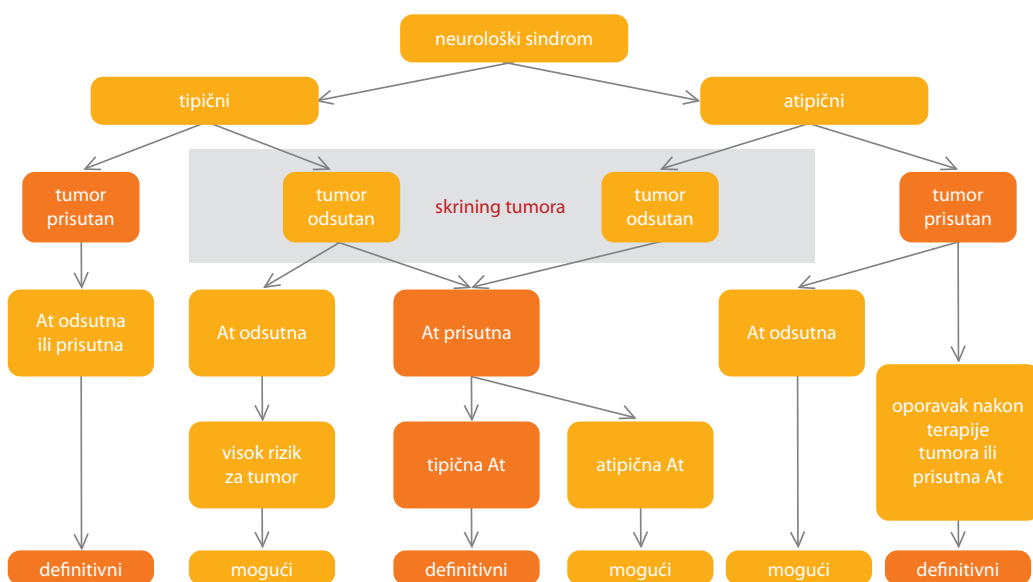 neurološki sindrom
tipični
atipični
tumor
prisutan
tumor
odsutan
skrining tumora
tumor
odsutan
tumor
prisutan
At odsutna
ili prisutna
At odsutna
At prisutna
At odsutna
oporavak nakon
terapije
tumora ili
prisutna At
visok rizik
za tumor
tipična At
atipična At
definitivni
mogući
definitivni
mogući
mogući
definitivni